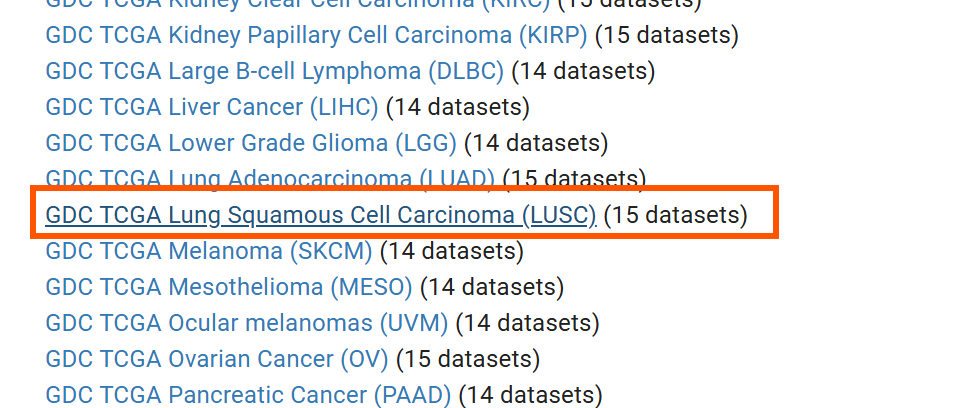 GDC TCGA Kidney Clear Cell Carcinoma (KIRC) (15 datasets)
GDC TCGA Kidney Papillary Cell Carcinoma (KIRP) (15 datasets)
GDC TCGA Large B-cell Lymphoma (DLBC) (14 datasets)
GDC TCGA Liver Cancer (LIHC) (14 datasets)
GDC TCGA Lower Grade Glioma (LGG) (14 datasets)
GDC TCGA Lung Adenocarcinoma (LUAD) (15 datasets)
GDC TCGA Lung Squamous Cell Carcinoma (LUSC) (15 datasets)
GDC TCGA Melanoma (SKCM) (14 datasets)
GDC TCGA Mesothelioma (MESO) (14 datasets)
GDC TCGA Ocular melanomas (UVM) (14 datasets)
GDC TCGA Ovarian Cancer (OV) (15 datasets)
GDC TCGA Pancreatic Cancer (PAAD) (14 datasets)